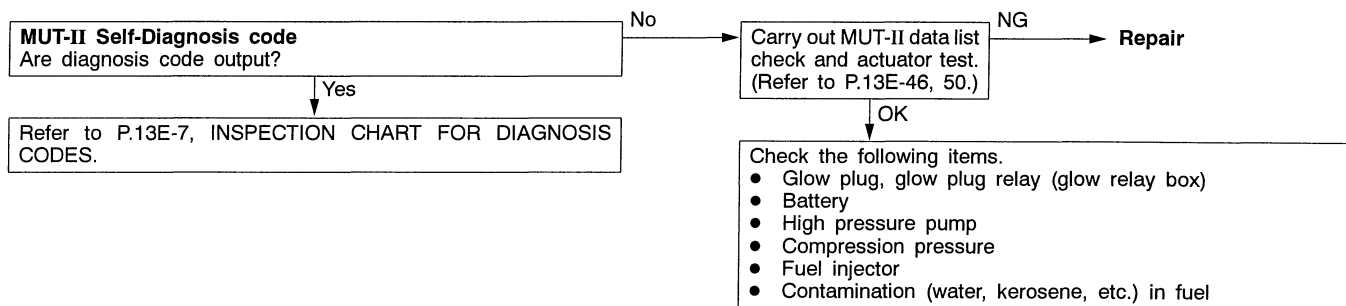 MUT-II Self-Diagnosis code
Are diagnosis code output?
No
Yes
Refer to P.13E-7, INSPECTION CHART FOR DIAGNOSIS
CODES.
Carry out MUT-II data list
check and actuator test.
(Refer to P.13E-46, 50.)
NG
Repair
OK
Check the following items.
● Glow plug, glow plug relay (glow relay box)
● Battery
● High pressure pump
● Compression pressure
● Fuel injector
● Contamination (water, kerosene, etc.) in fuel